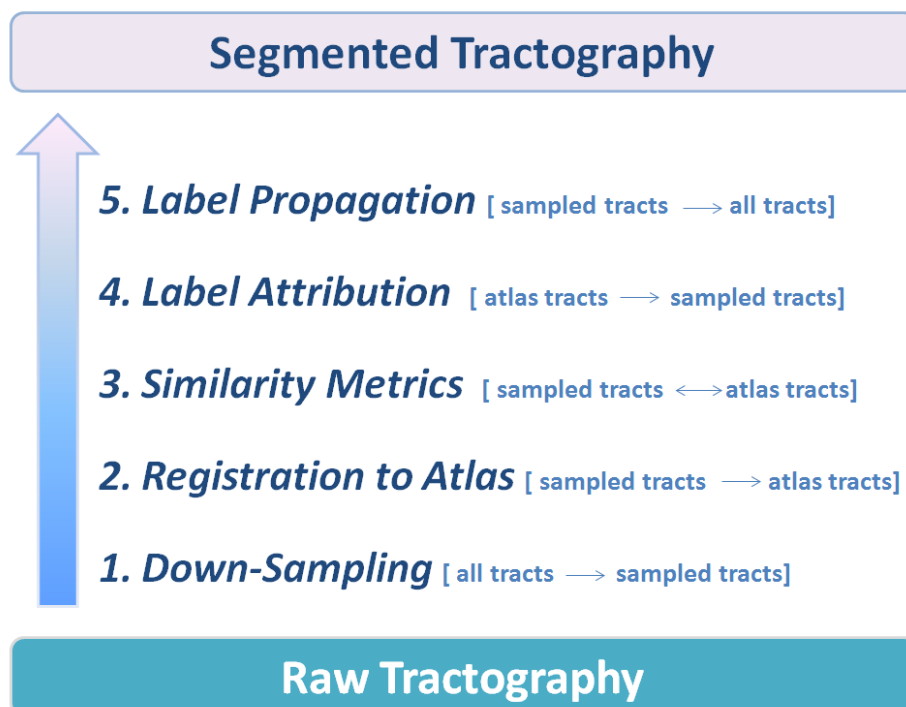 Segmented Tractography
5. Label Propagation [ sampled tracts → all tracts]
4. Label Attribution [ atlas tracts → sampled tracts]
3. Similarity Metrics [ sampled tracts ↔ atlas tracts]
2. Registration to Atlas [ sampled tracts → atlas tracts]
1. Down-Sampling [ all tracts → sampled tracts]
Raw Tractography